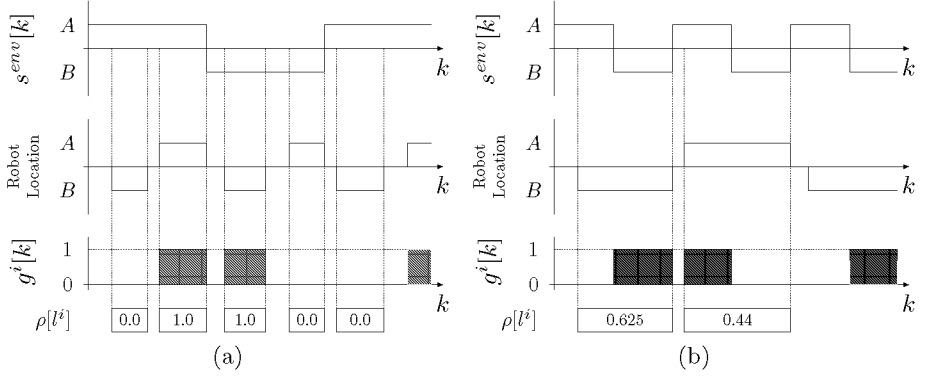 s^{env}[k]
A
B
k
Robot Location
A
B
k
g^i[k]
1
0
k
ρ[l^i]
0.0
1.0
1.0
0.0
0.0
(a)
s^{env}[k]
A
B
k
Robot Location
A
B
k
g^i[k]
1
0
k
ρ[l^i]
0.625
0.44
(b)